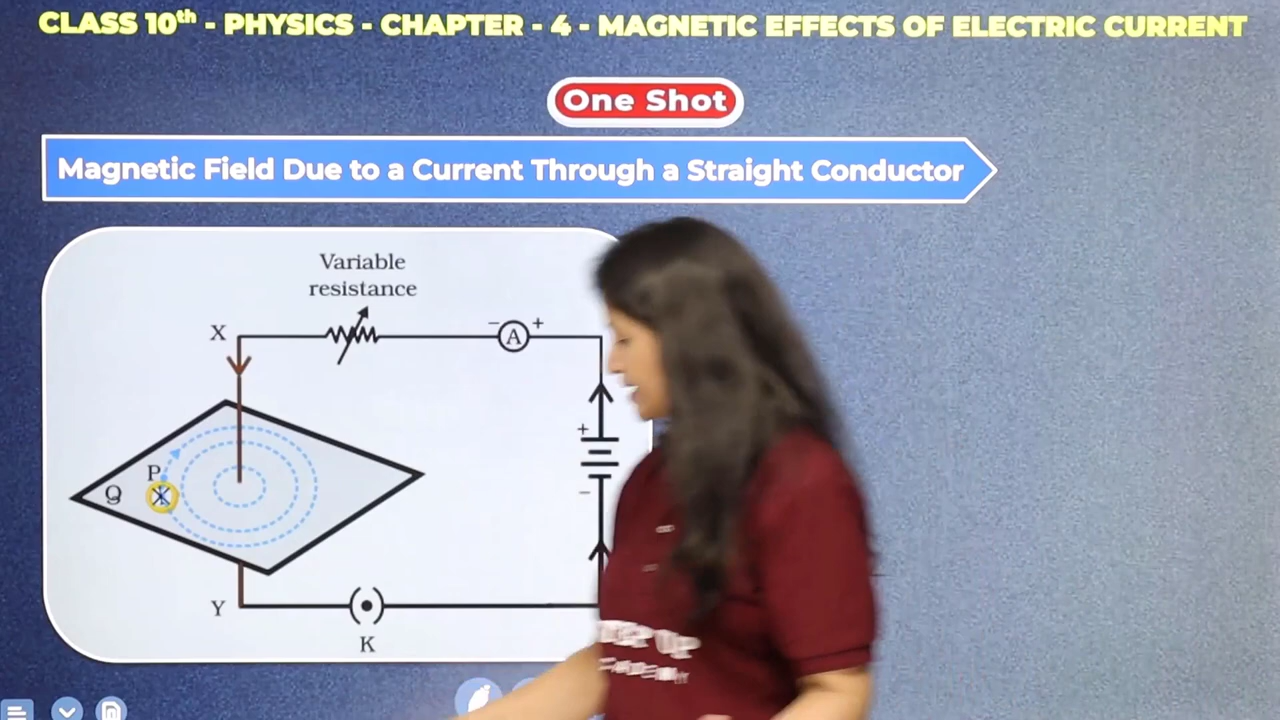 CLASS 10th - PHYSICS - CHAPTER - 4 - MAGNETIC EFFECTS OF ELECTRIC CURRENT
One Shot
Magnetic Field Due to a Current Through a Straight Conductor
Variable
resistance
X
− A +
+
P
Q
−
Y
K